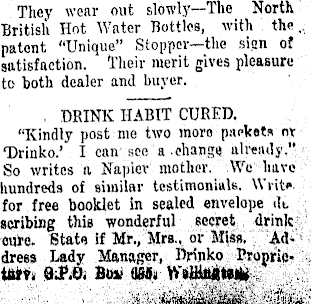 They wear out slowly—The North
British Hot Water Bottles, with the
patent "Unique" Stopper—the sign of
satisfaction. Their merit gives pleasure
to both dealer and buyer.
DRINK HABIT CURED.
"Kindly post me two more packets or
'Drinko.' I can see a change already."
So writes a Napier mother. We have
hundreds of similar testimonials. Write
for free booklet in sealed envelope de
scribing this wonderful secret drink
cure. State if Mr., Mrs., or Miss. Ad-
dress Lady Manager, Drinko Proprie-
tary, G.P.O. Box Wellington